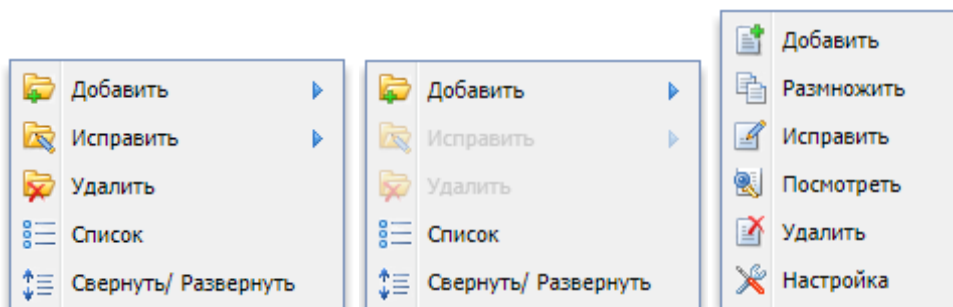 Добавить
Исправить
Удалить
Список
Свернуть/ Развернуть
Добавить
Исправить
Удалить
Список
Свернуть/ Развернуть
Добавить
Размножить
Исправить
Посмотреть
Удалить
Настройка